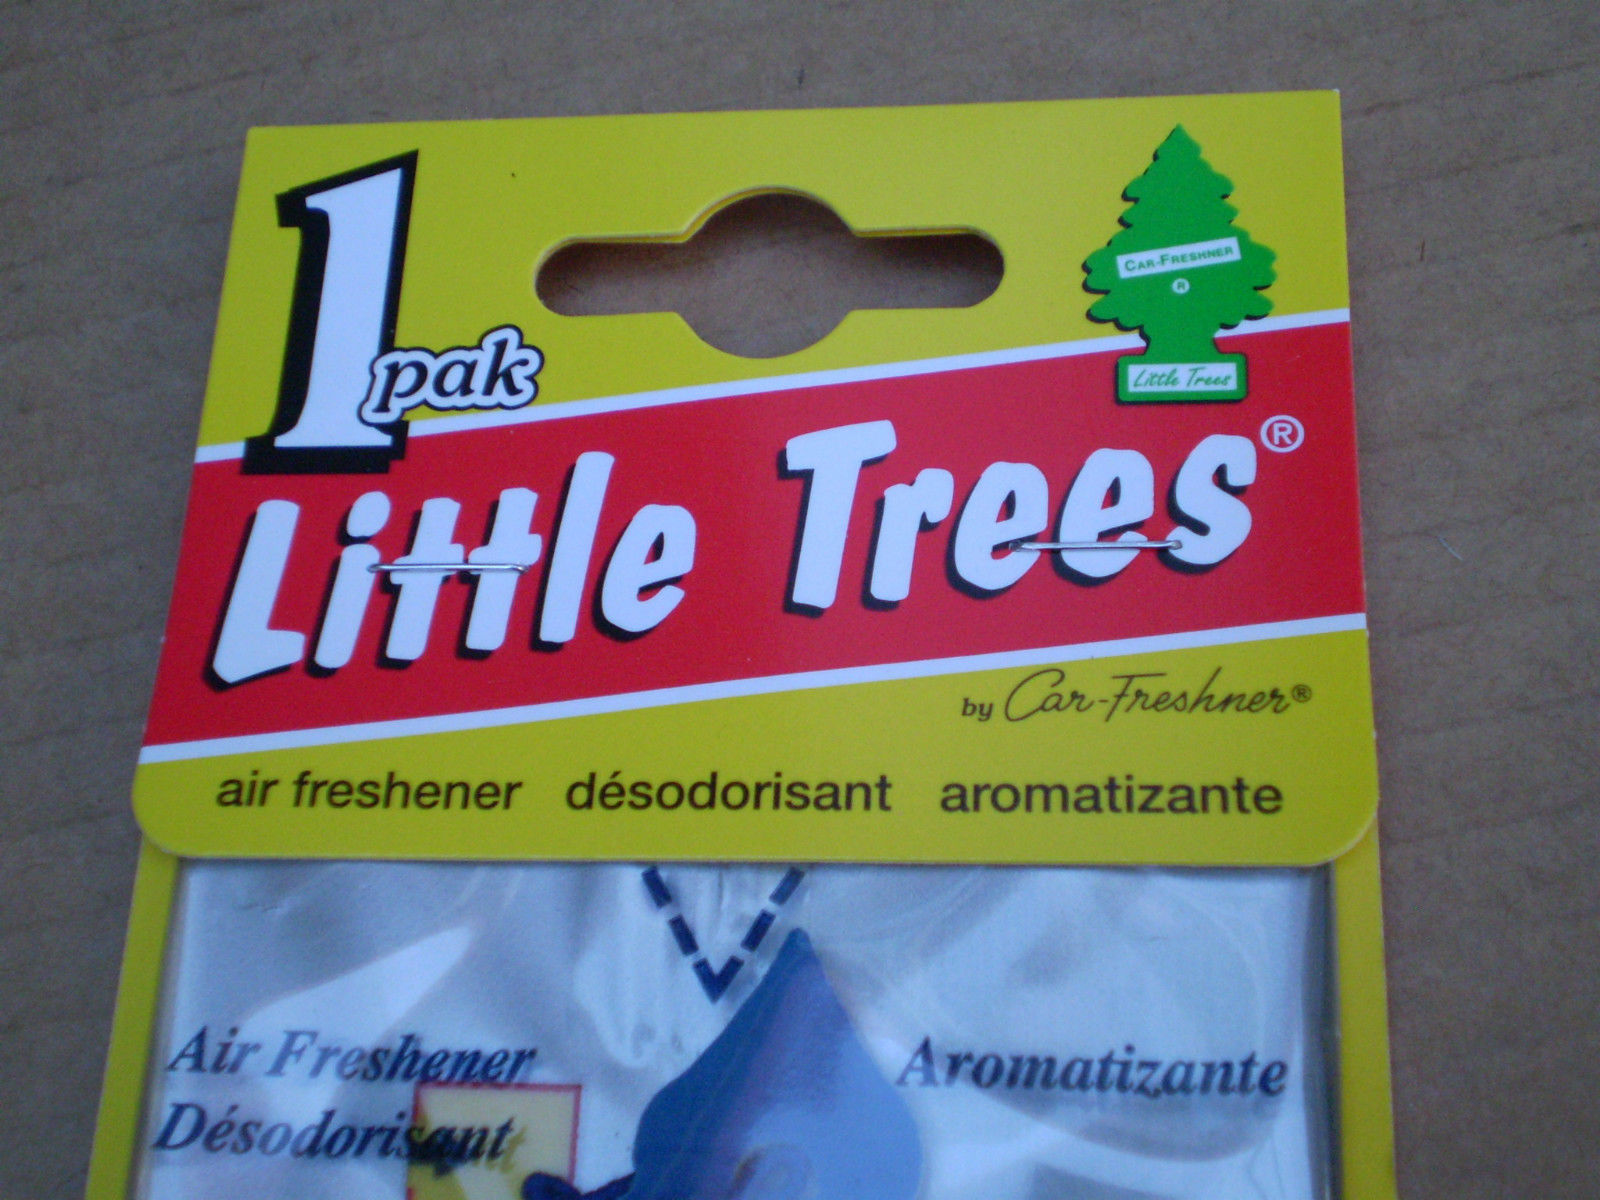 1
pak
CAR-FRESHNER
®
Little Trees
Little Trees®
by Car-Freshner®
air freshener désodorisant aromatizante
Air Freshener
Désodorisant
Aromatizante